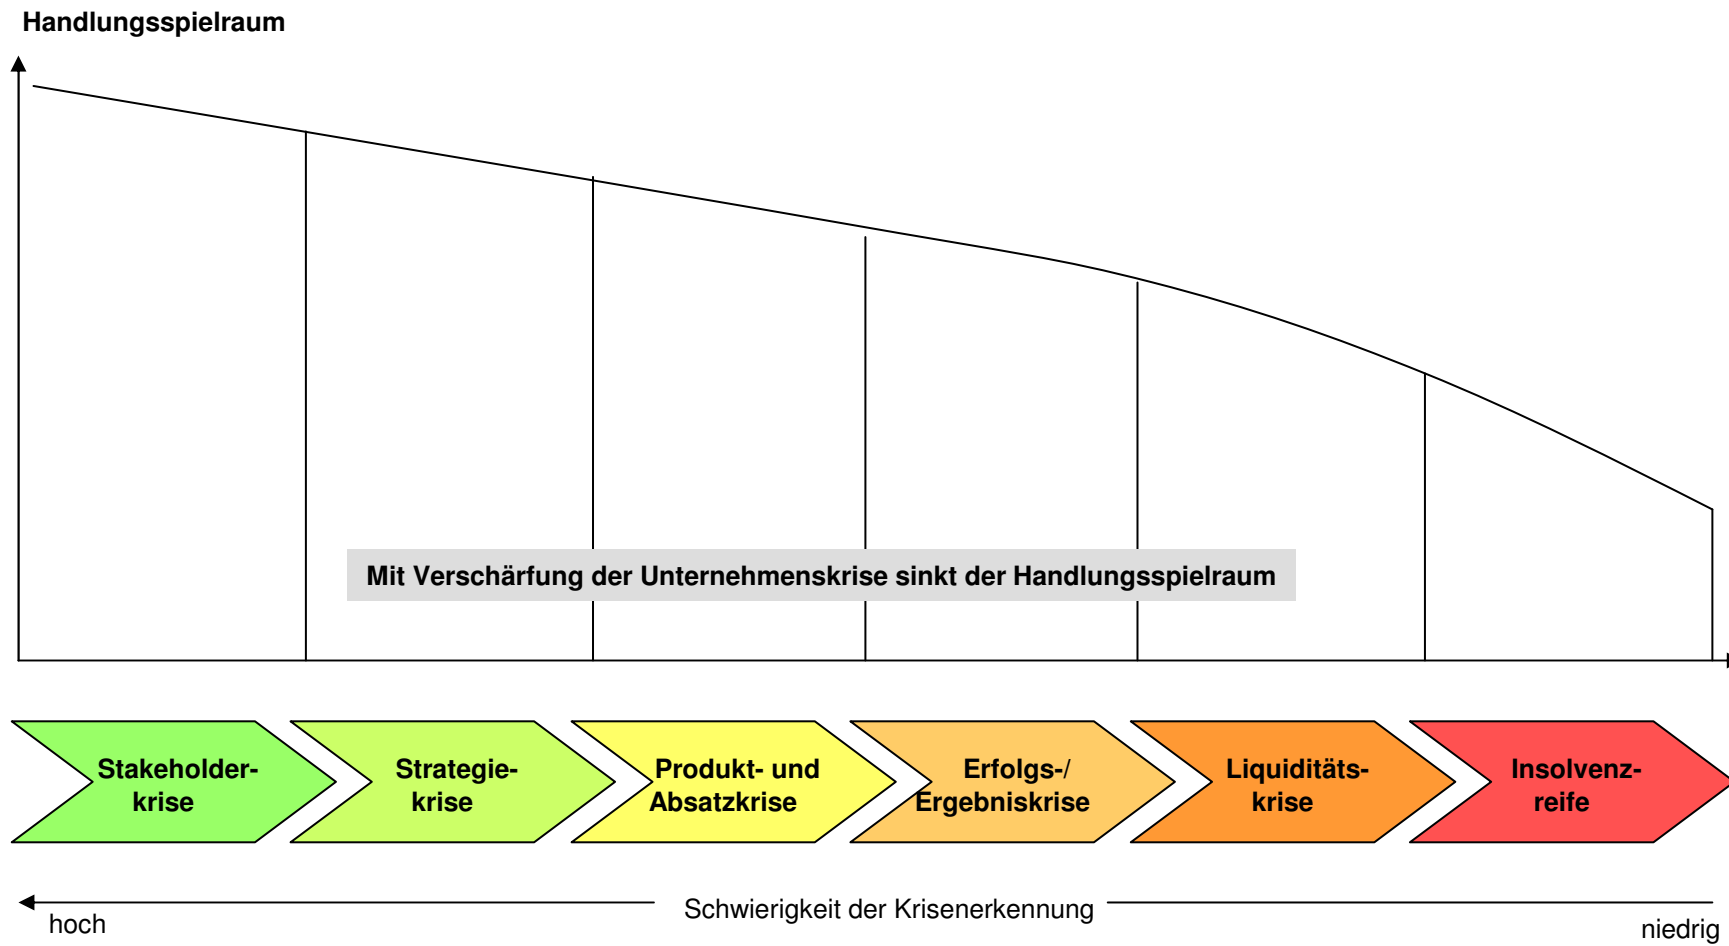 Handlungsspielraum
Mit Verschärfung der Unternehmenskrise sinkt der Handlungsspielraum
Stakeholder-
krise
Strategie-
krise
Produkt- und
Absatzkrise
Erfolgs-/
Ergebniskrise
Liquiditäts-
krise
Insolvenz-
reife
hoch
Schwierigkeit der Krisenerkennung
niedrig